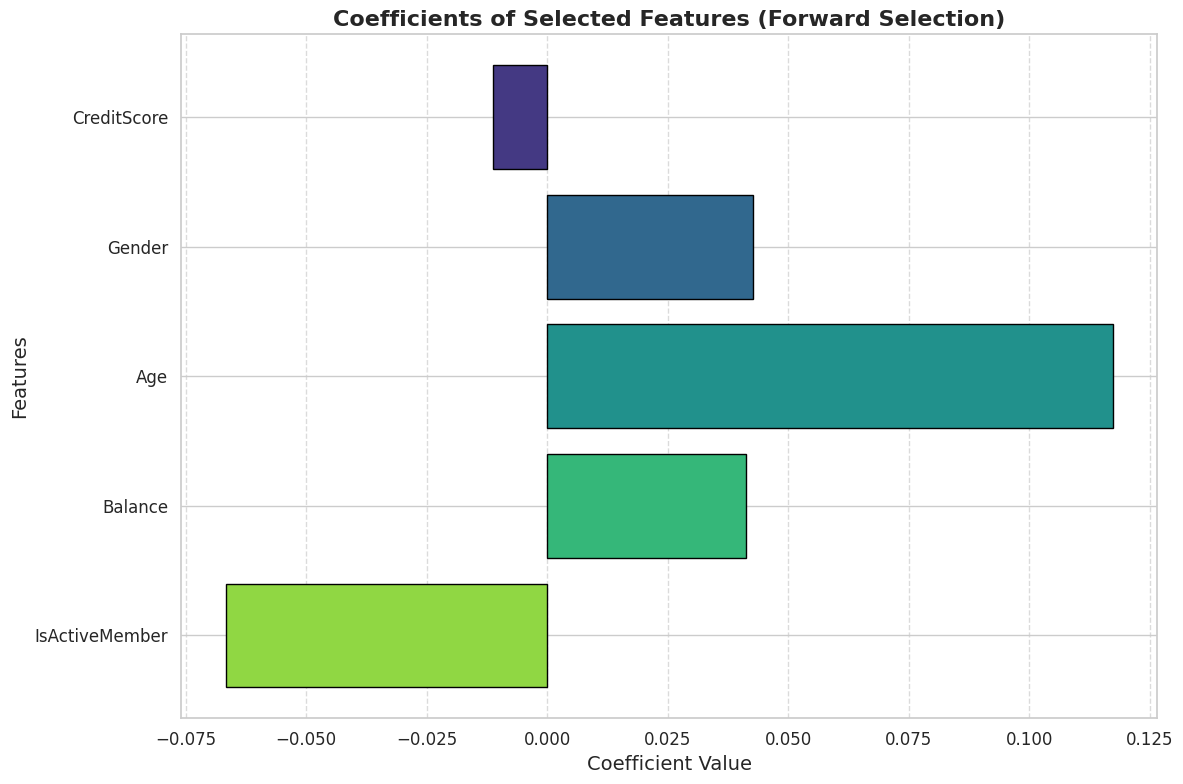 Coefficients of Selected Features (Forward Selection)
Features
CreditScore
Gender
Age
Balance
IsActiveMember
−0.075 −0.050 −0.025 0.000 0.025 0.050 0.075 0.100 0.125
Coefficient Value